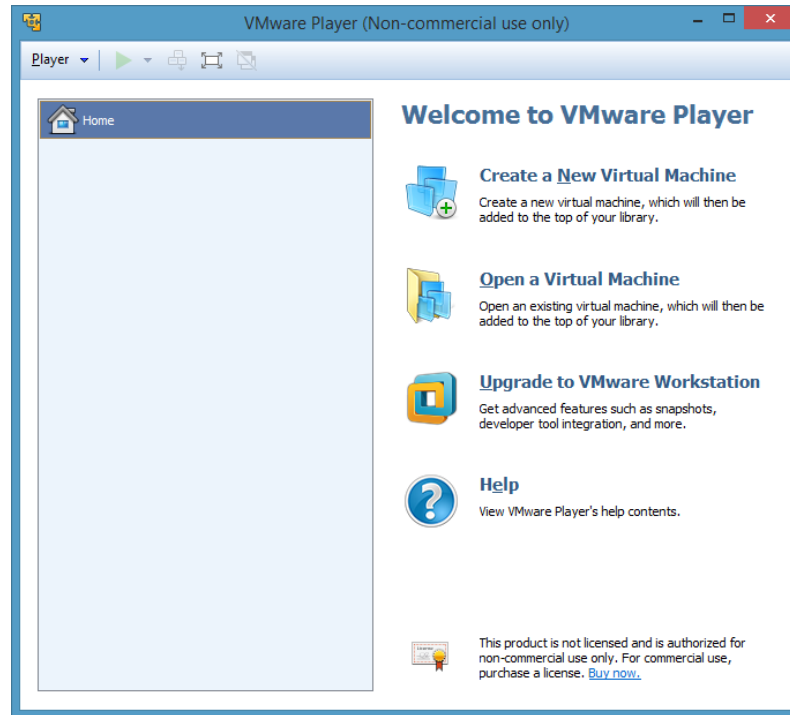 VMware Player (Non-commercial use only)
Player
Home
Welcome to VMware Player
Create a New Virtual Machine
Create a new virtual machine, which will then be
added to the top of your library.
Open a Virtual Machine
Open an existing virtual machine, which will then be
added to the top of your library.
Upgrade to VMware Workstation
Get advanced features such as snapshots,
developer tool integration, and more.
Help
View VMware Player's help contents.
This product is not licensed and is authorized for
non-commercial use only. For commercial use,
purchase a license. Buy now.